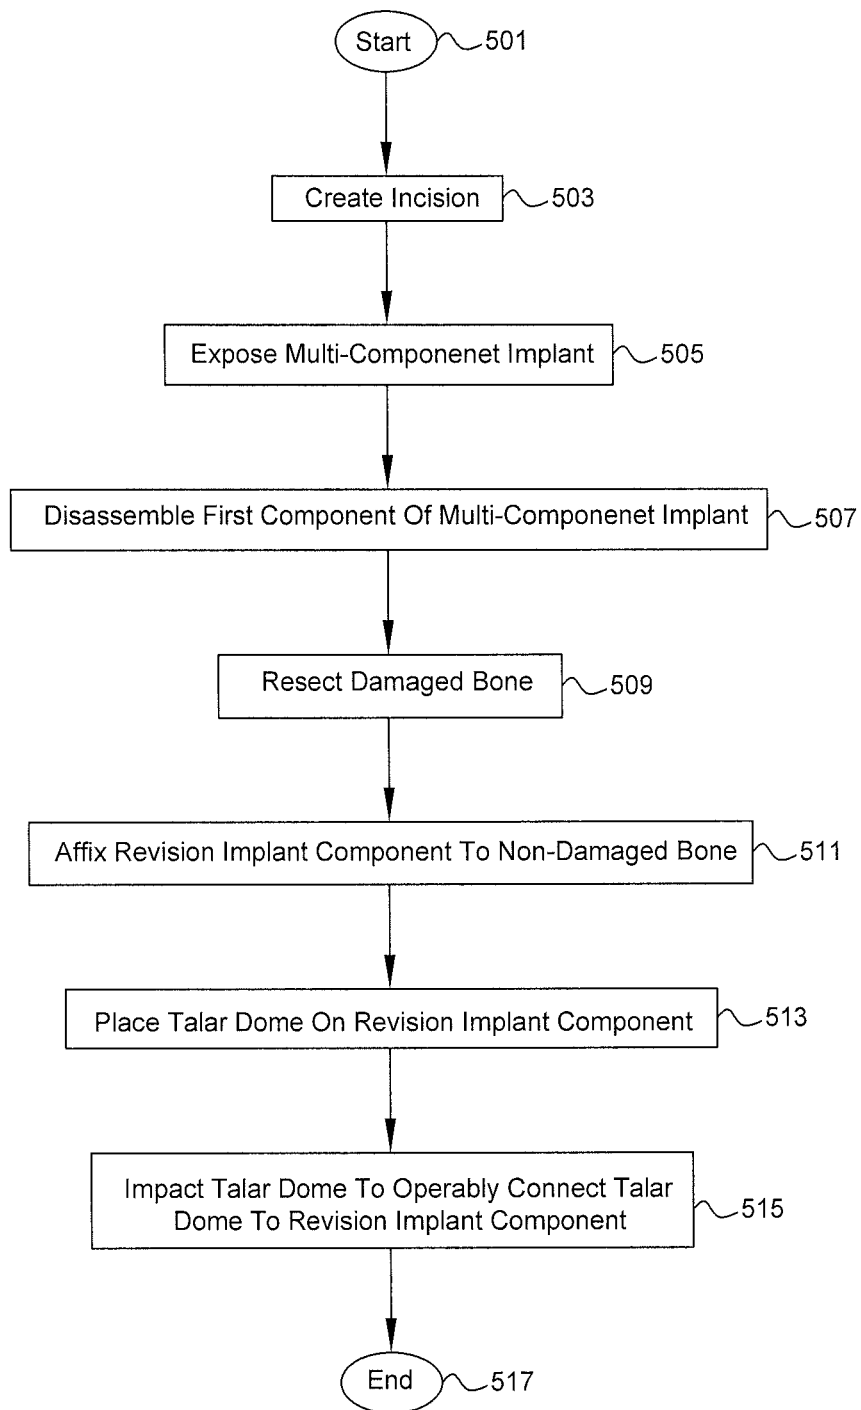 Start 501
Create Incision 503
Expose Multi-Componenet Implant 505
Disassemble First Component Of Multi-Componenet Implant 507
Resect Damaged Bone 509
Affix Revision Implant Component To Non-Damaged Bone 511
Place Talar Dome On Revision Implant Component 513
Impact Talar Dome To Operably Connect Talar
Dome To Revision Implant Component 515
End 517